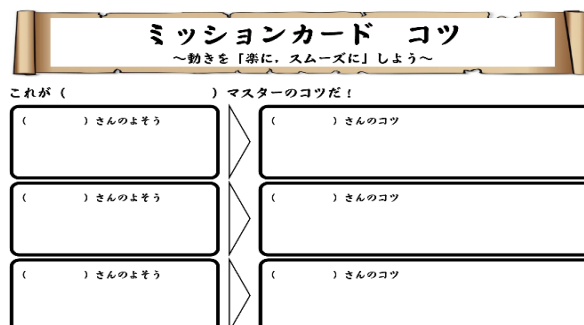 ミッションカード　コツ
～動きを「楽に，スムーズに」しよう～
これが（　　　　　　　）マスターのコツだ！
（　　　　）さんのよそう
（　　　　）さんのコツ
（　　　　）さんのよそう
（　　　　）さんのコツ
（　　　　）さんのよそう
（　　　　）さんのコツ